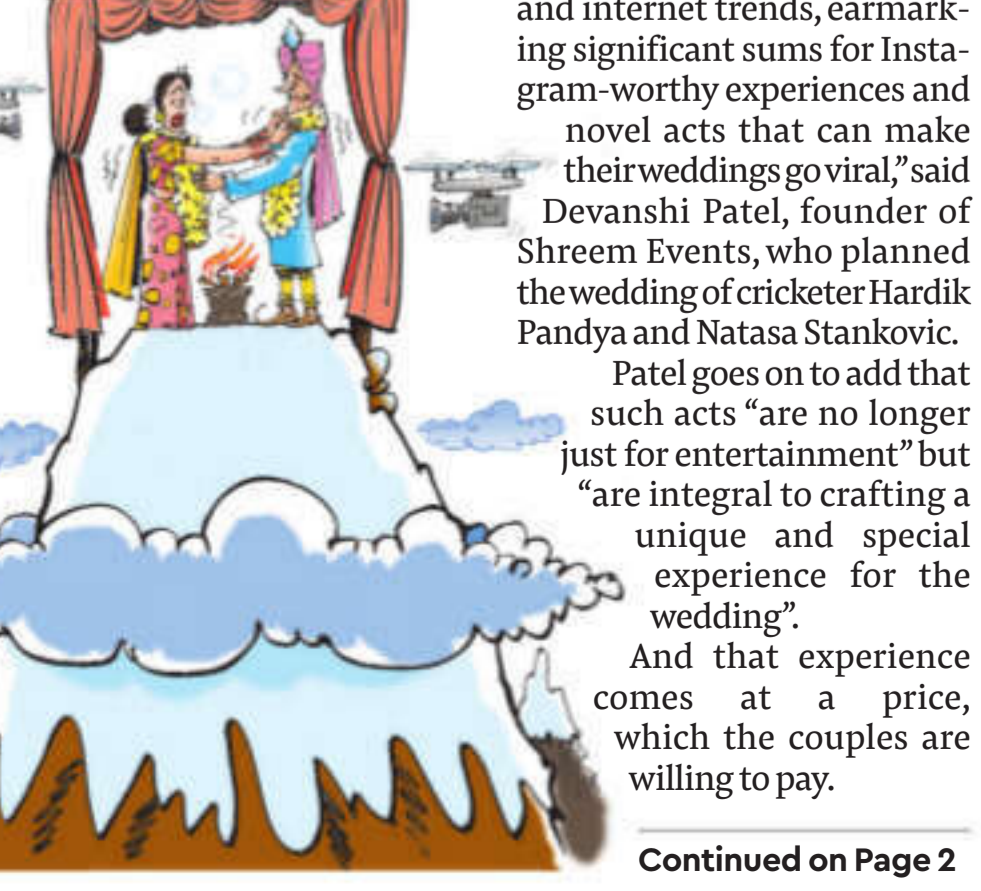 and internet trends, earmark-
ing significant sums for Insta-
gram-worthy experiences and
novel acts that can make
their weddings go viral,” said
Devanshi Patel, founder of
Shreem Events, who planned
the wedding of cricketer Hardik
Pandya and Natasa Stankovic.
Patel goes on to add that
such acts “are no longer
just for entertainment” but
“are integral to crafting a
unique and special
experience for the
wedding”.
And that experience
comes at a price,
which the couples are
willing to pay.
Continued on Page 2